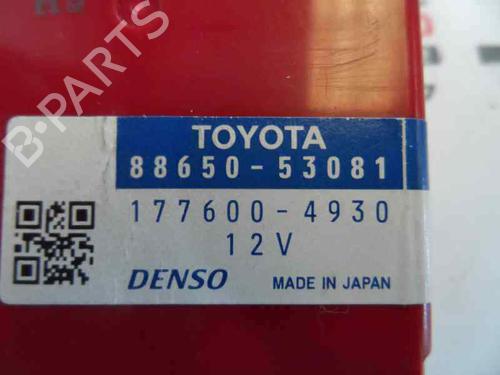 B-PARTS
TOYOTA
88650-53081
177600-4930
12V
DENSO MADE IN JAPAN